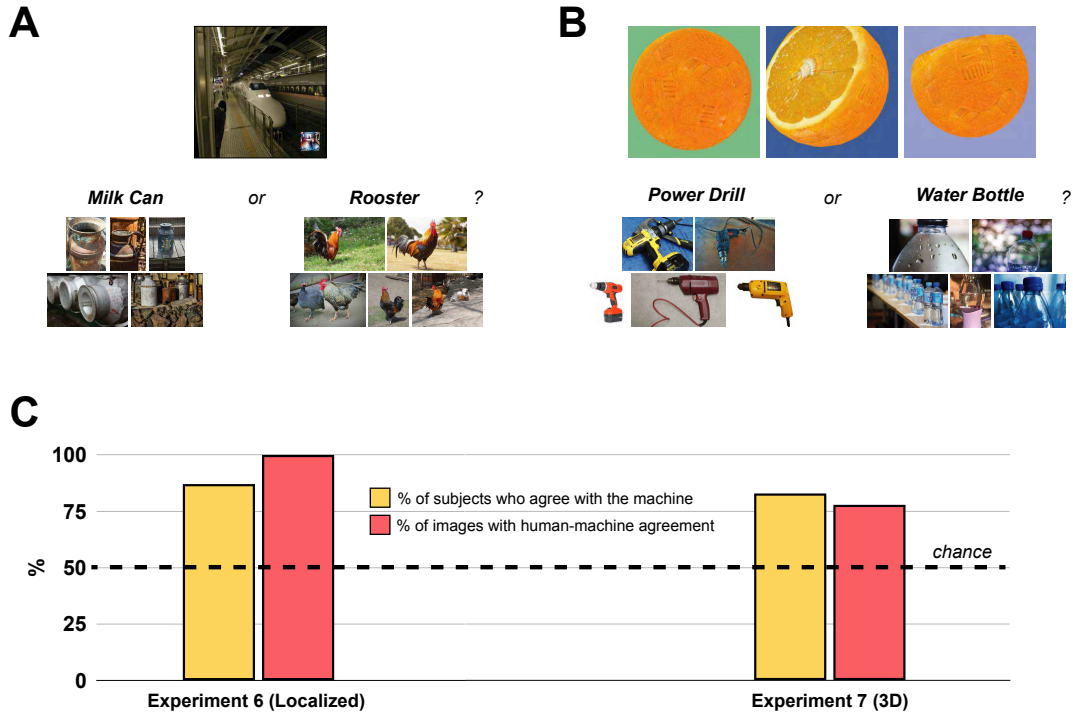 A
B
Milk Can or Rooster ?
Power Drill or Water Bottle ?
C
100
75
50
25
0
%
% of subjects who agree with the machine
% of images with human-machine agreement
chance
Experiment 6 (Localized)
Experiment 7 (3D)